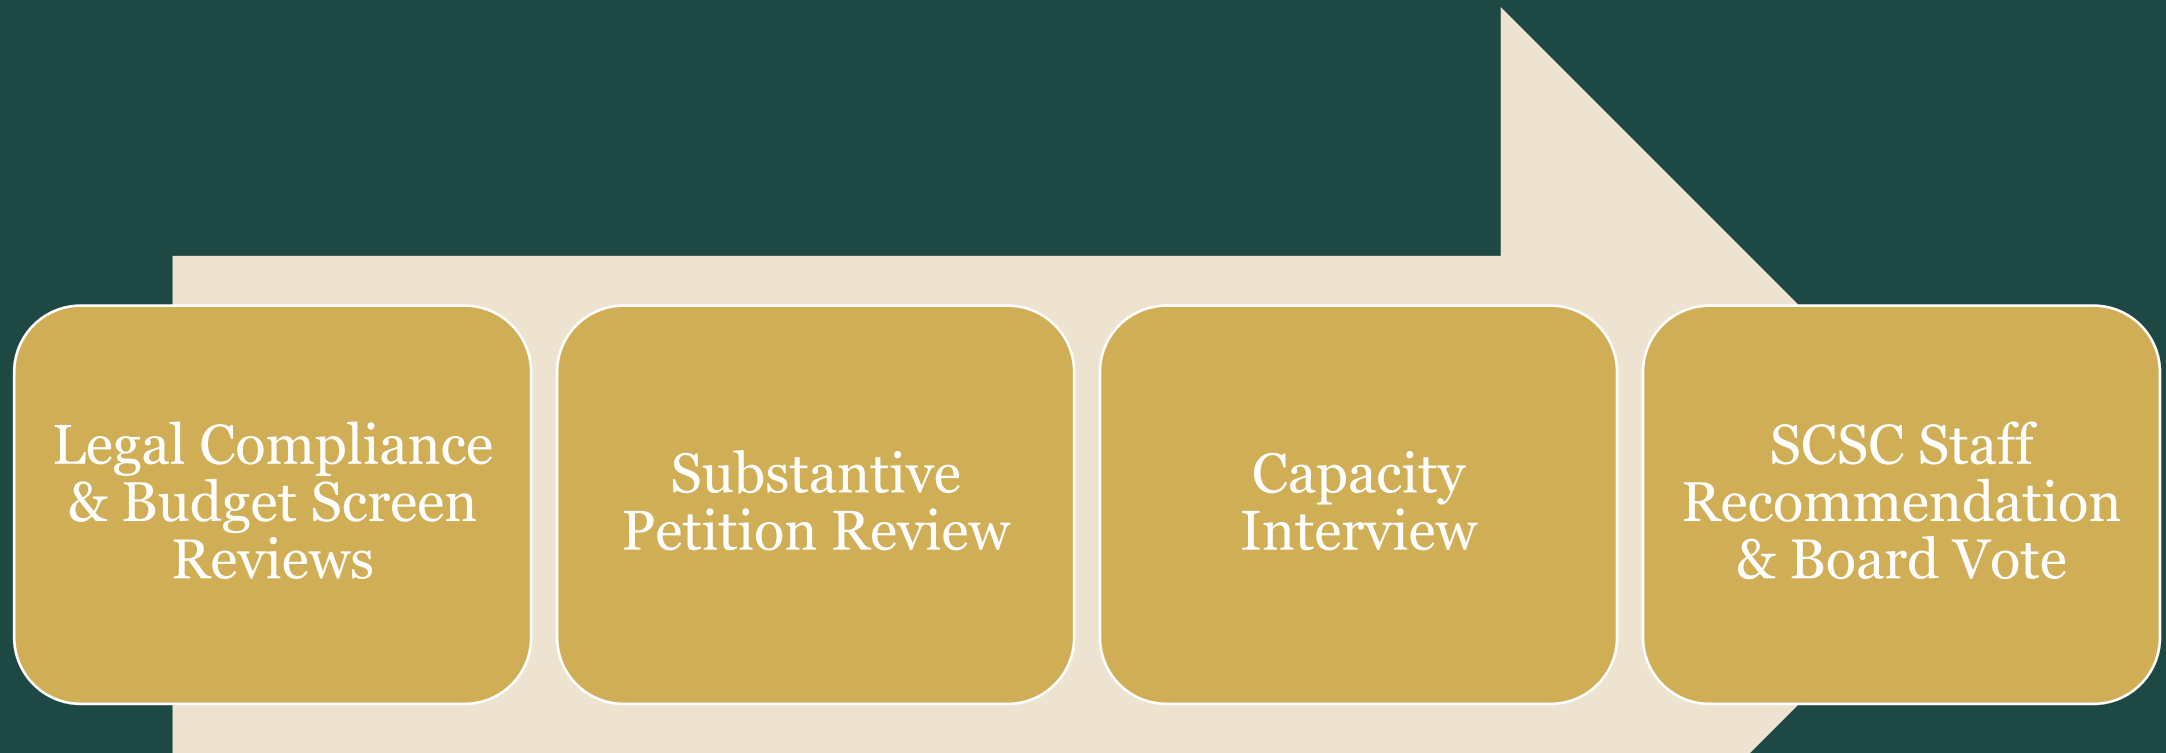 Legal Compliance
& Budget Screen
Reviews
Substantive
Petition Review
Capacity
Interview
SCSC Staff
Recommendation
& Board Vote